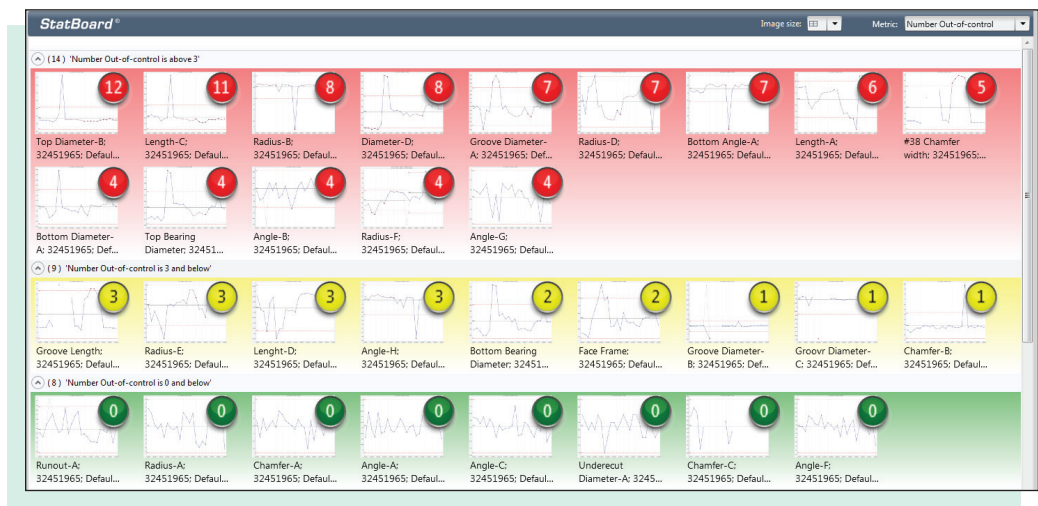 StatBoard®
Image size:
Metric: Number Out-of-control
(14) 'Number Out-of-control is above 3'
12 11 8 8 7 7 7 6 5
Top Diameter-B; Length-C; Radius-B; Diameter-D; Groove Diameter- Radius-D; Bottom Angle-A; Length-A; #38 Chamfer
32451965; Defaul... 32451965; Defaul... 32451965; Defaul... 32451965; Defaul... A; 32451965; Def... 32451965; Defaul... 32451965; Defaul... 32451965; Defaul... width; 32451965;...
4 4 4 4 4
Bottom Diameter- Top Bearing Angle-B; Radius-F; Angle-G;
A; 32451965; Def... Diameter; 32451... 32451965; Defaul... 32451965; Defaul... 32451965; Defaul...
(9) 'Number Out-of-control is 3 and below'
3 3 3 3 2 2 1 1 1
Groove Length; Radius-E; Lenght-D; Angle-H; Bottom Bearing Face Frame; Groove Diameter- Groovr Diameter- Chamfer-B;
32451965; Defaul... 32451965; Defaul... 32451965; Defaul... 32451965; Defaul... Diameter; 32451... 32451965; Defaul... B; 32451965; Def... C; 32451965; Def... 32451965; Defaul...
(8) 'Number Out-of-control is 0 and below'
0 0 0 0 0 0 0 0
Runout-A; Radius-A; Chamfer-A; Angle-A; Angle-C; Underecut Chamfer-C; Angle-F;
32451965; Defaul... 32451965; Defaul... 32451965; Defaul... 32451965; Defaul... 32451965; Defaul... Diameter-A; 3245... 32451965; Defaul... 32451965; Defaul...